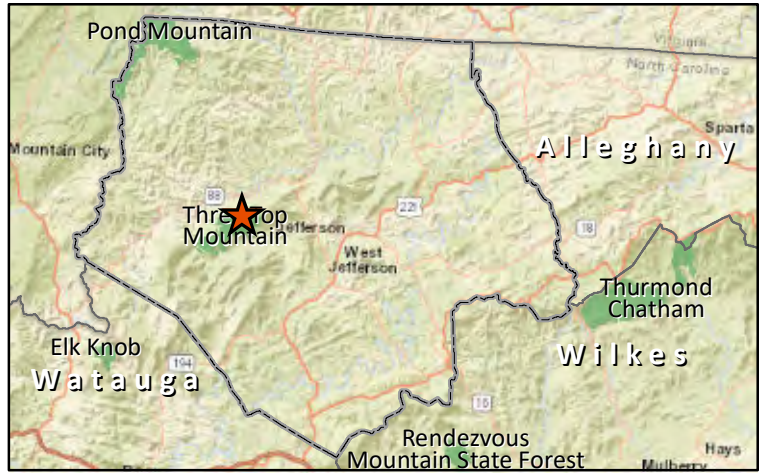 Pond Mountain
Virginia
North Carolina
Sparta
Mountain City
Alleghany
88
Three Top
Mountain
Jefferson
221
18
West
Jefferson
Thurmond
Chatham
Elk Knob
Wilkes
194
Watauga
16
Rendezvous
Mountain State Forest
Hays
Mulberry